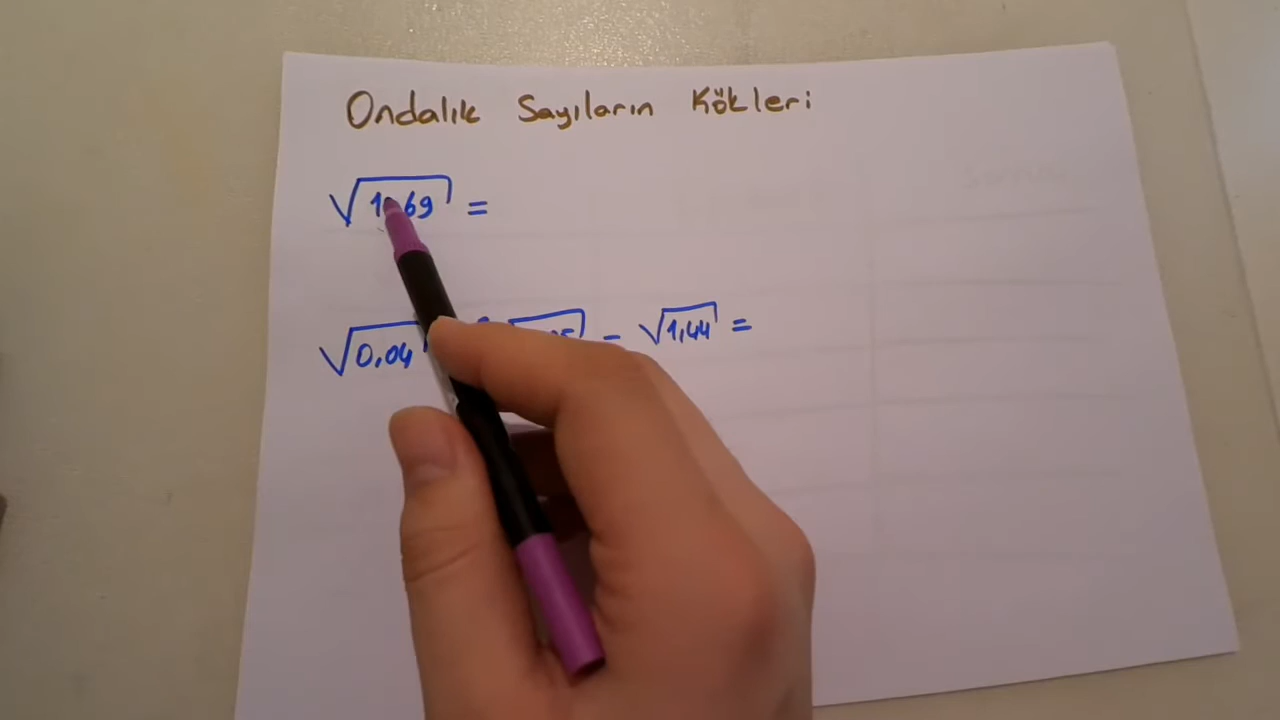 Ondalık Sayıların Kökleri
√1,69 =
√0,04 - √1,44 =